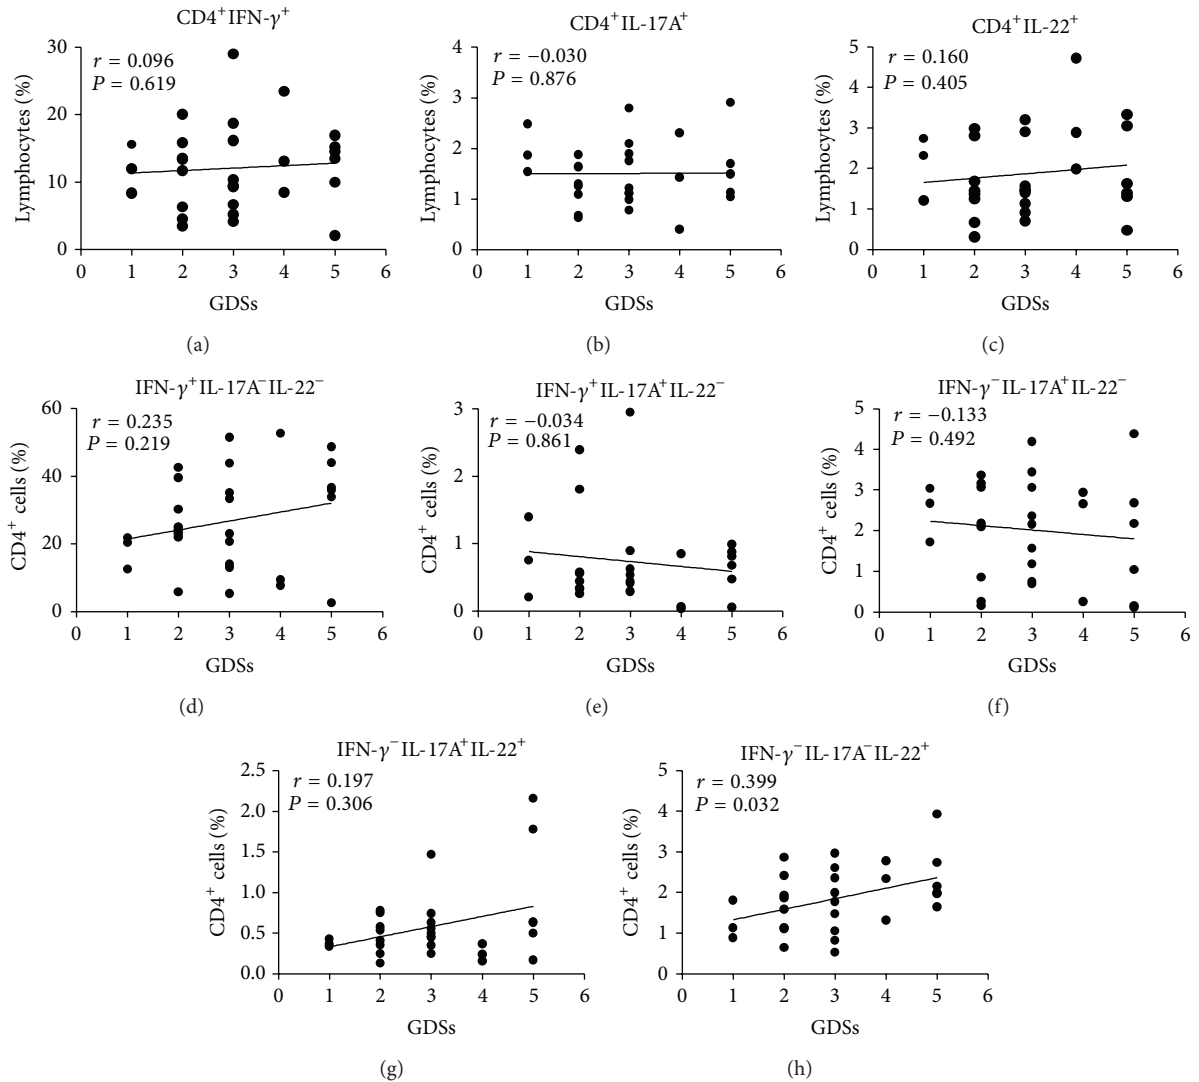 CD4⁺IFN-γ⁺
r = 0.096
P = 0.619
Lymphocytes (%)
30
20
10
0
0 1 2 3 4 5 6
GDSs
(a)
CD4⁺IL-17A⁺
r = −0.030
P = 0.876
Lymphocytes (%)
4
3
2
1
0
0 1 2 3 4 5 6
GDSs
(b)
CD4⁺IL-22⁺
r = 0.160
P = 0.405
Lymphocytes (%)
5
4
3
2
1
0
0 1 2 3 4 5 6
GDSs
(c)
IFN-γ⁺IL-17A⁻IL-22⁻
r = 0.235
P = 0.219
CD4⁺ cells (%)
60
40
20
0
0 1 2 3 4 5 6
GDSs
(d)
IFN-γ⁺IL-17A⁺IL-22⁻
r = −0.034
P = 0.861
CD4⁺ cells (%)
3
2
1
0
0 1 2 3 4 5 6
GDSs
(e)
IFN-γ⁻IL-17A⁺IL-22⁻
r = −0.133
P = 0.492
CD4⁺ cells (%)
5
4
3
2
1
0
0 1 2 3 4 5 6
GDSs
(f)
IFN-γ⁻IL-17A⁺IL-22⁺
r = 0.197
P = 0.306
CD4⁺ cells (%)
2.5
2.0
1.5
1.0
0.5
0.0
0 1 2 3 4 5 6
GDSs
(g)
IFN-γ⁻IL-17A⁻IL-22⁺
r = 0.399
P = 0.032
CD4⁺ cells (%)
5
4
3
2
1
0
0 1 2 3 4 5 6
GDSs
(h)